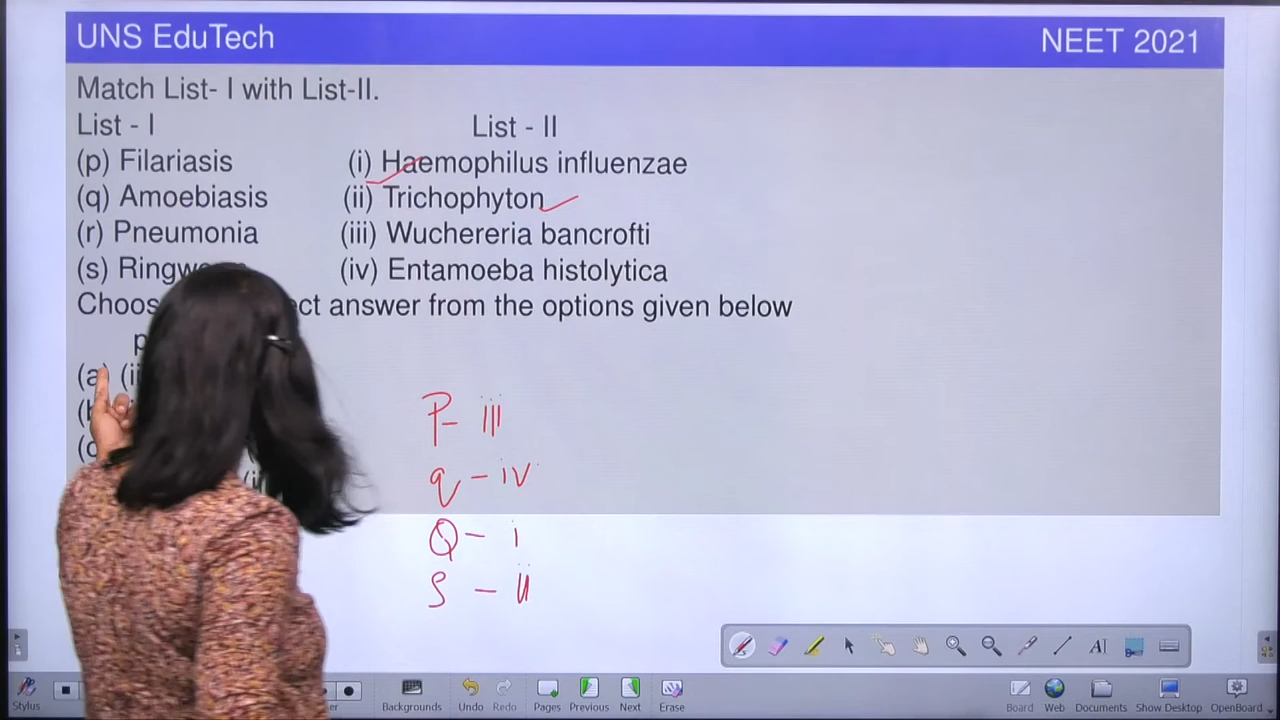 UNS EduTech NEET 2021
Match List- I with List-II.
List - I List - II
(p) Filariasis (i) Haemophilus influenzae
(q) Amoebiasis (ii) Trichophyton
(r) Pneumonia (iii) Wuchereria bancrofti
(s) (iv) Entamoeba histolytica
answer from the options given below
(a)
P- iii
q - iv
Q - i
S - ii
Stylus Backgrounds Undo Redo Pages Previous Next Erase Board Web Documents Show Desktop OpenBoard